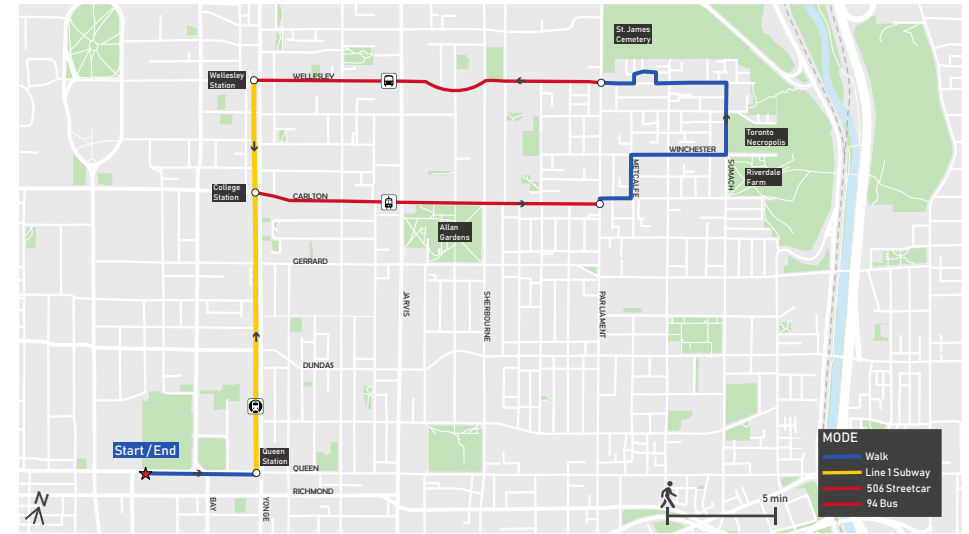 St. James
Cemetery
Wellesley
Station
WELLESLEY
Toronto
Necropolis
WINCHESTER
METCALFE
SUMACH
Riverdale
Farm
College
Station
CARLTON
Allan
Gardens
GERRARD
JARVIS
SHERBOURNE
PARLIAMENT
DUNDAS
Start/End
Queen
Station
QUEEN
RICHMOND
BAY
YONGE
N
5 min
MODE
Walk
Line 1 Subway
506 Streetcar
94 Bus